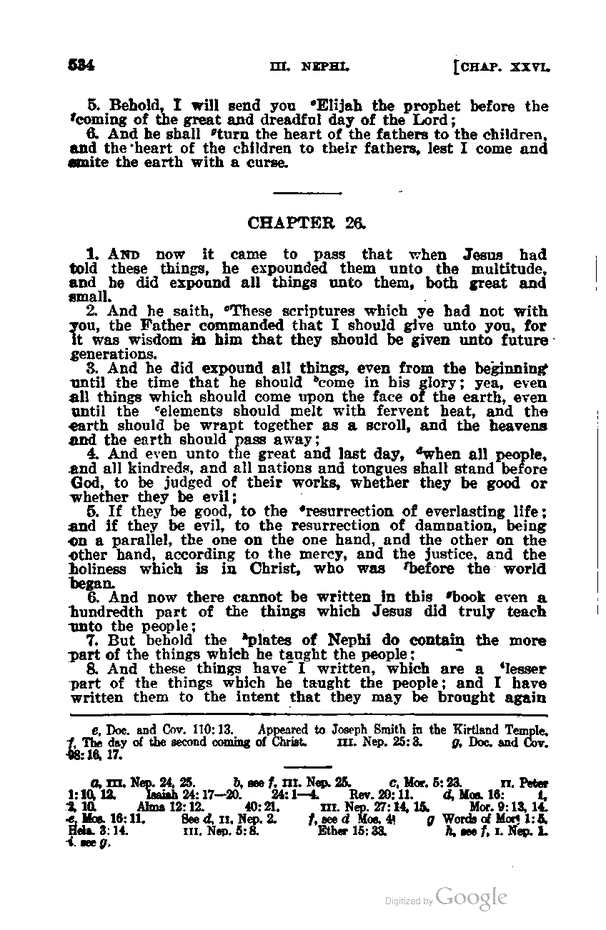 534 III. NEPHI. [CHAP. XXVI.
5. Behold, I will send you eElijah the prophet before the
fcoming of the great and dreadful day of the Lord;
6. And he shall gturn the heart of the fathers to the children,
and the heart of the children to their fathers, lest I come and
smite the earth with a curse.
CHAPTER 26.
1. AND now it came to pass that when Jesus had
told these things, he expounded them unto the multitude,
and he did expound all things unto them, both great and
small.
2. And he saith, aThese scriptures which ye had not with
you, the Father commanded that I should give unto you, for
it was wisdom in him that they should be given unto future
generations.
3. And he did expound all things, even from the beginning
until the time that he should bcome in his glory; yea, even
all things which should come upon the face of the earth, even
until the celements should melt with fervent heat, and the
earth should be wrapt together as a scroll, and the heavens
and the earth should pass away;
4. And even unto the great and last day, dwhen all people,
and all kindreds, and all nations and tongues shall stand before
God, to be judged of their works, whether they be good or
whether they be evil;
5. If they be good, to the eresurrection of everlasting life;
and if they be evil, to the resurrection of damnation, being
on a parallel, the one on the one hand, and the other on the
other hand, according to the mercy, and the justice, and the
holiness which is in Christ, who was fbefore the world
began.
6. And now there cannot be written in this gbook even a
hundredth part of the things which Jesus did truly teach
unto the people;
7. But behold the hplates of Nephi do contain the more
part of the things which he taught the people;
8. And these things have I written, which are a ilesser
part of the things which he taught the people; and I have
written them to the intent that they may be brought again
e, Doc. and Cov. 110:13. Appeared to Joseph Smith in the Kirtland Temple.
f, The day of the second coming of Christ. III. Nep. 25:3. g, Doc. and Cov.
98:16, 17.
a, III. Nep. 24, 25. b, see f, III. Nep. 25. c, Mor. 5:23. II. Peter
1:10, 12. Isaiah 24:17—20. 24:1—4. Rev. 20:11. d, Mos. 16:
10. Alma 12:12. 40:21. III. Nep. 27:14, 15. Mor. 9:13, 14.
e, Mos. 16:11. See d, II. Nep. 2. f, see d Mos. 4. g Words of Mor. 1:5.
Hela. 3:14. III. Nep. 5:8. Ether 15:33. h, see f, I. Nep. 1.
i, see g.
Digitized by Google